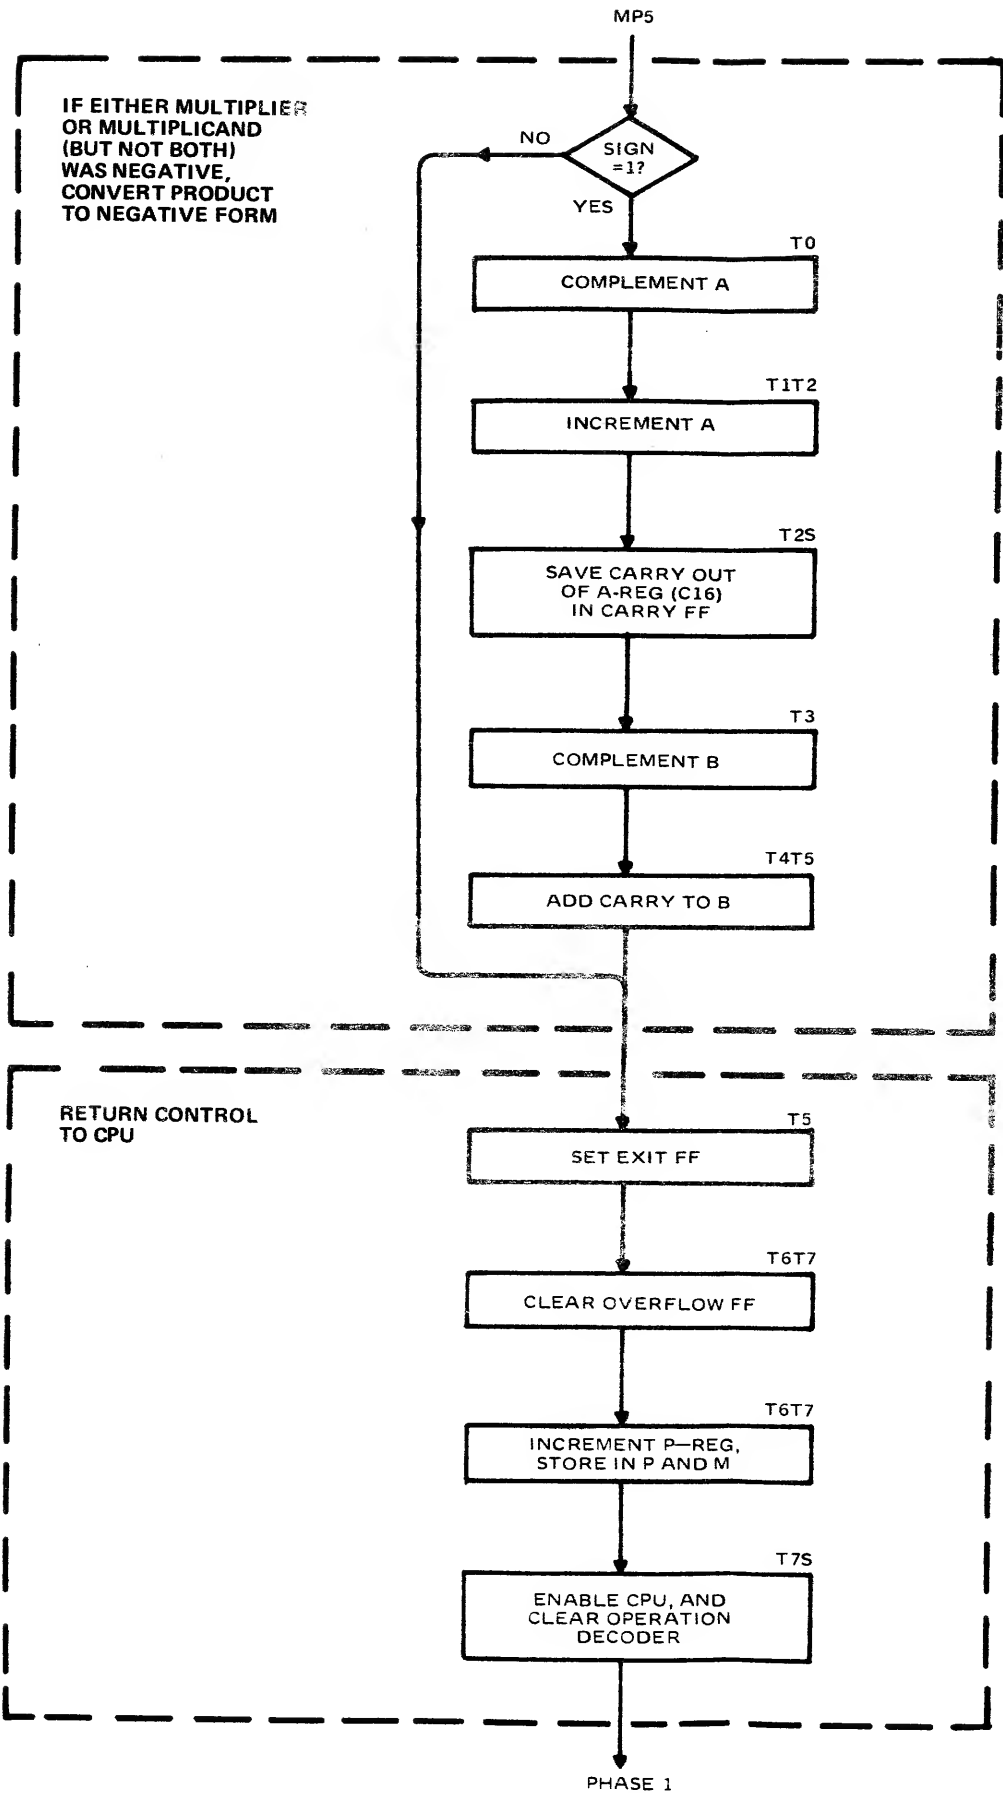 MP5
IF EITHER MULTIPLIER
OR MULTIPLICAND
(BUT NOT BOTH)
WAS NEGATIVE,
CONVERT PRODUCT
TO NEGATIVE FORM
NO
SIGN
=1?
YES
T0
COMPLEMENT A
T1T2
INCREMENT A
T2S
SAVE CARRY OUT
OF A-REG (C16)
IN CARRY FF
T3
COMPLEMENT B
T4T5
ADD CARRY TO B
RETURN CONTROL
TO CPU
T5
SET EXIT FF
T6T7
CLEAR OVERFLOW FF
T6T7
INCREMENT P—REG,
STORE IN P AND M
T7S
ENABLE CPU, AND
CLEAR OPERATION
DECODER
PHASE 1